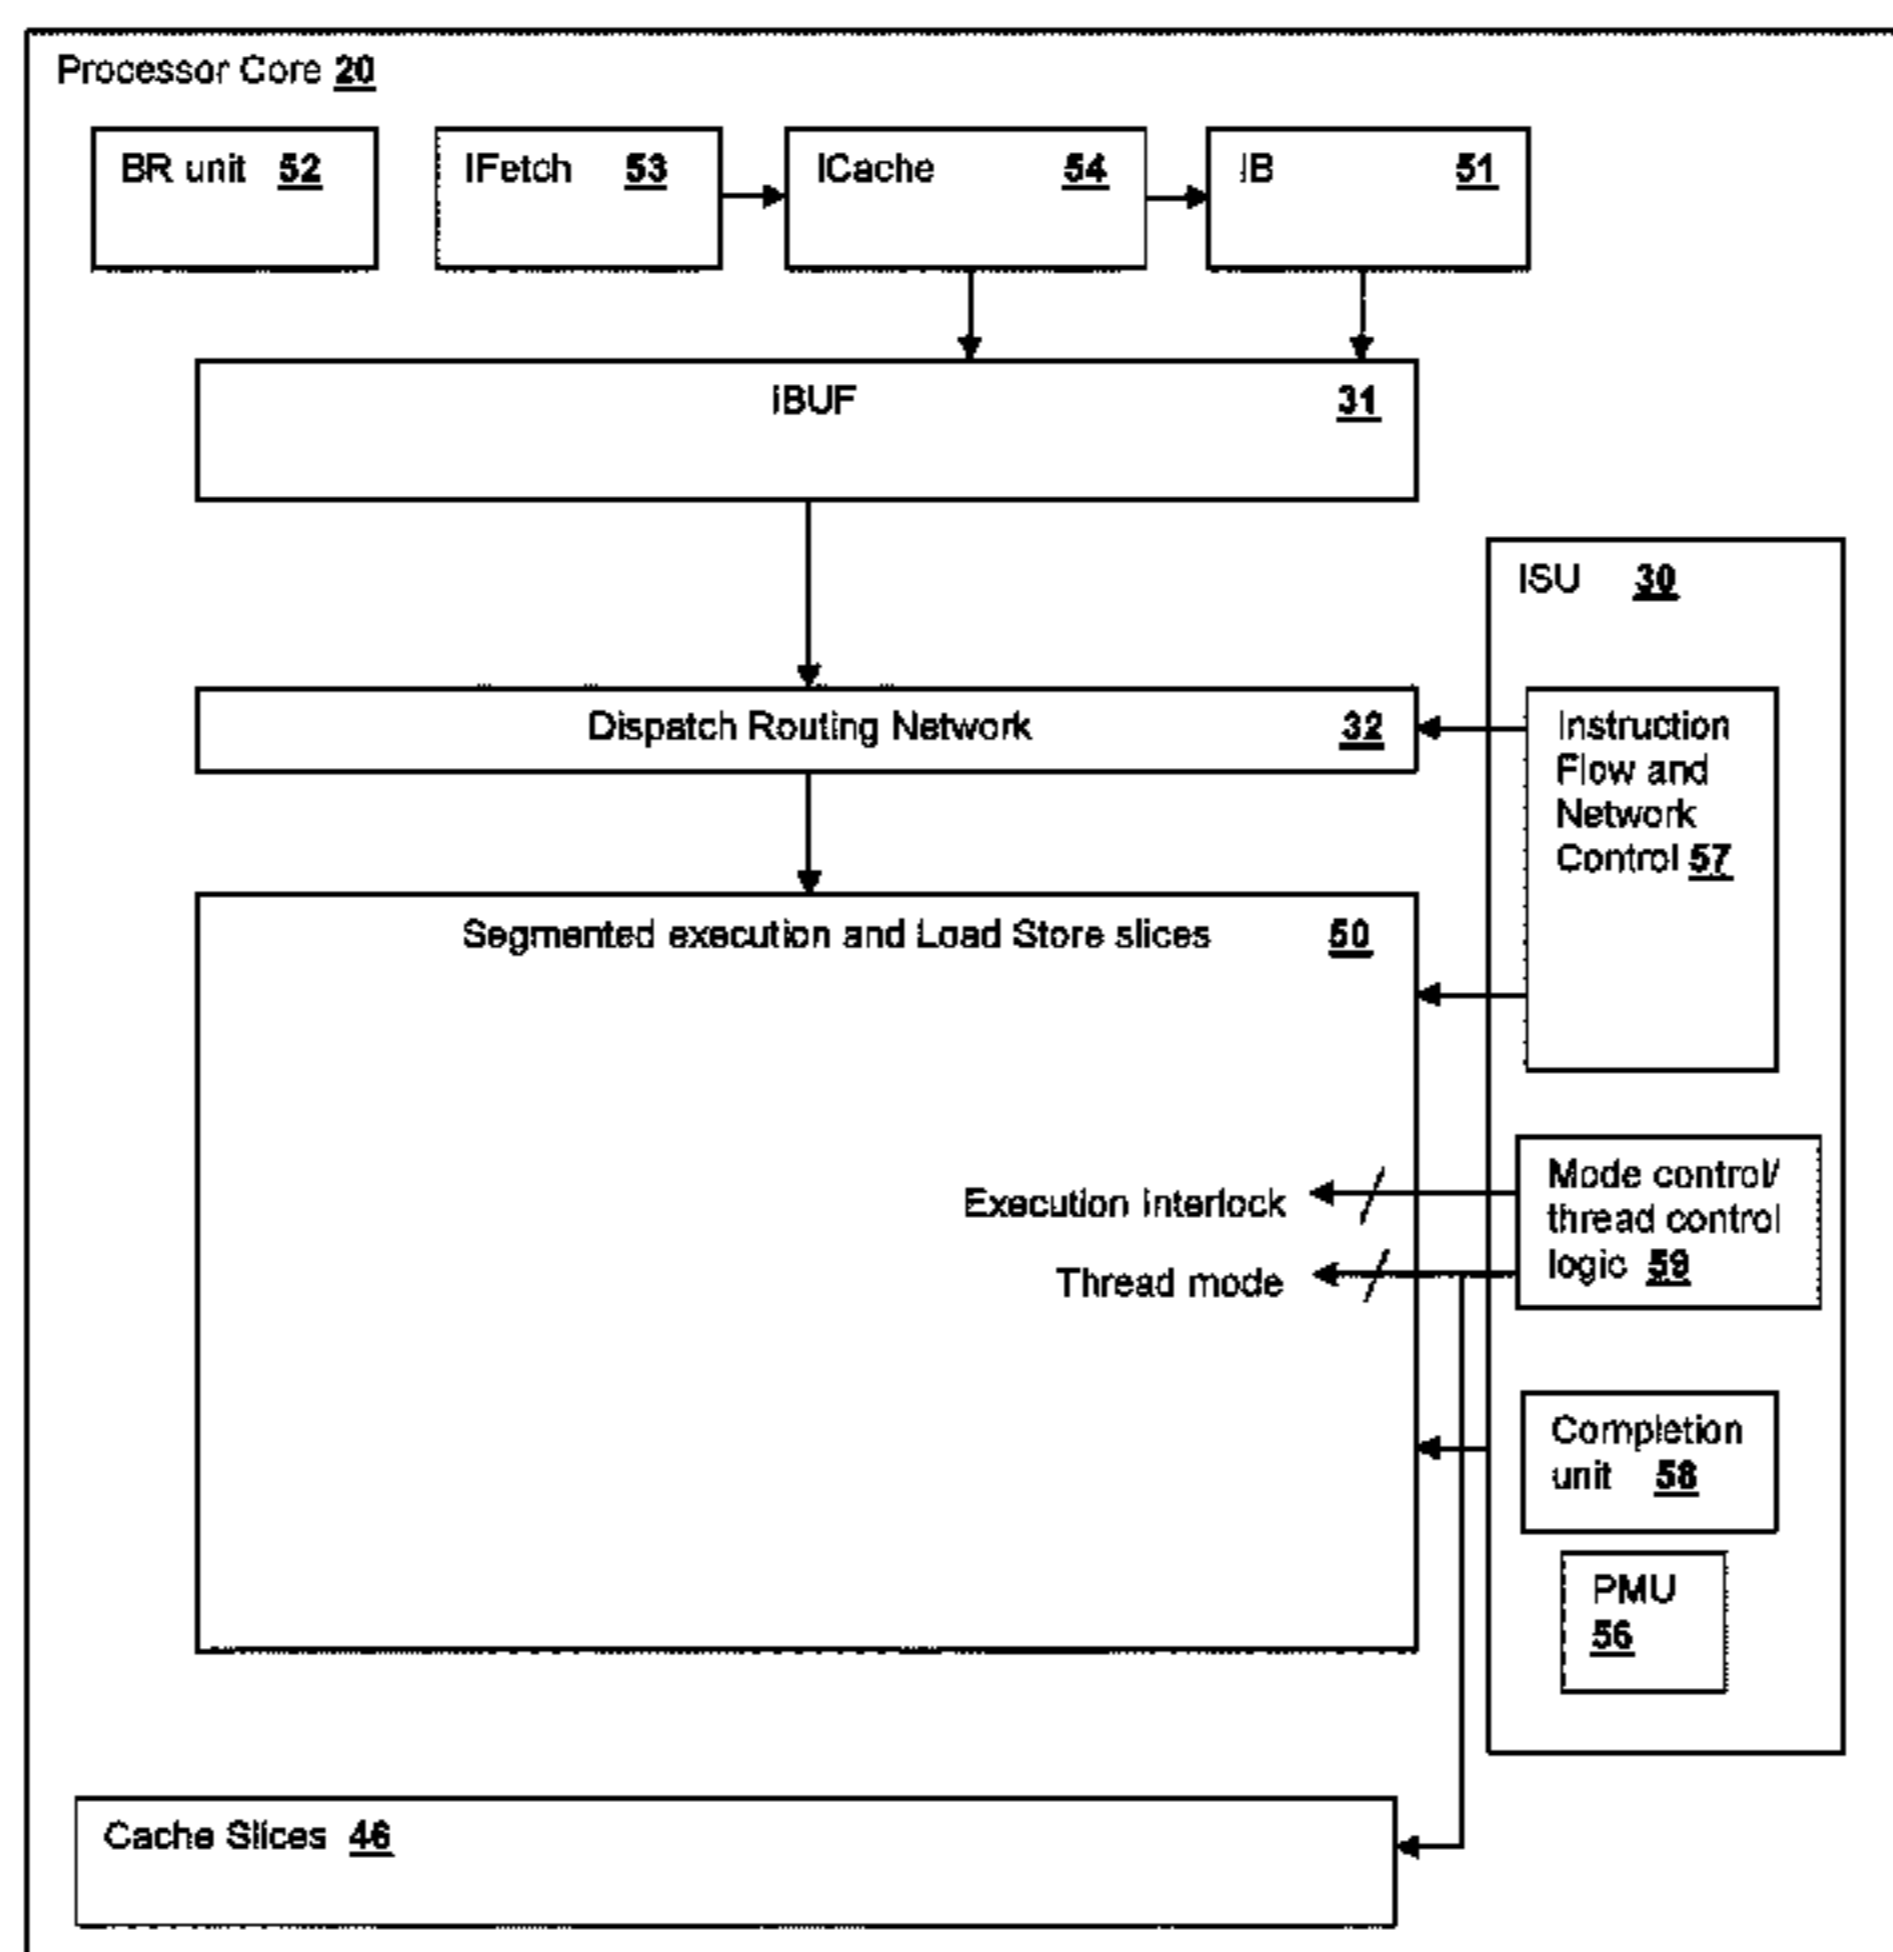 Processor Core 20
BR unit 52
IFetch 53
ICache 54
IB 51
IBUF 31
ISU 30
Dispatch Routing Network 32
Instruction
Flow and
Network
Control 57
Segmented execution and Load Store slices 50
Execution Interlock
Thread mode
Mode control/
thread control
logic 59
Completion
unit 58
PMU
56
Cache Slices 46